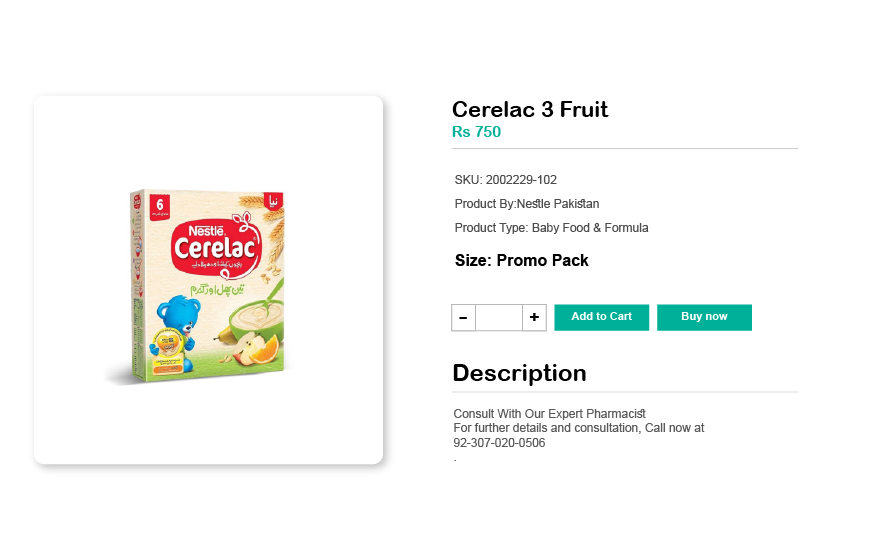 Cerelac 3 Fruit
Rs 750
SKU: 2002229-102
Product By:Nestle Pakistan
Product Type: Baby Food & Formula
Size: Promo Pack
6
نیا
Nestlē
Cerelac
تین پھل اور گندم
- +
Add to Cart
Buy now
Description
Consult With Our Expert Pharmacist
For further details and consultation, Call now at
92-307-020-0506
.